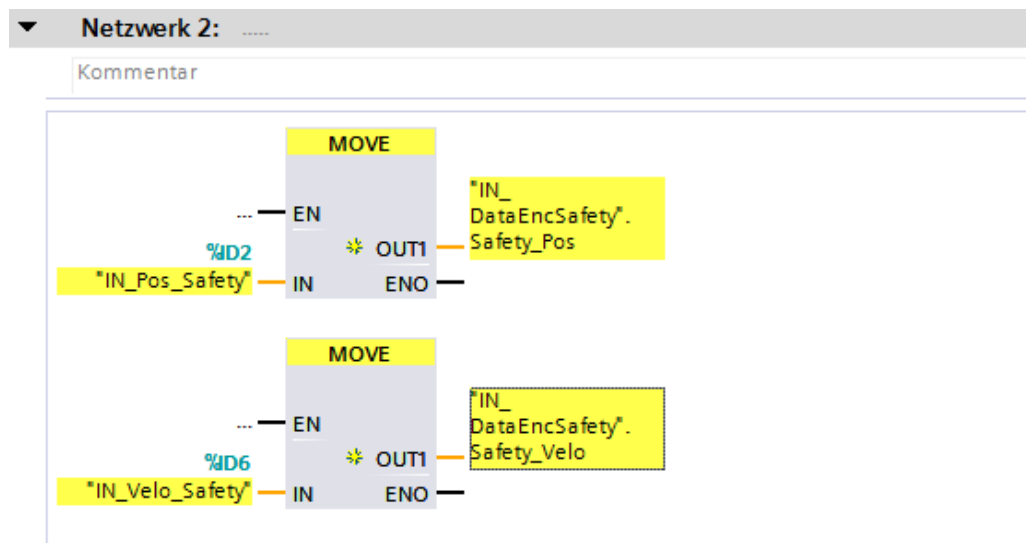 Netzwerk 2: .....
Kommentar
MOVE
... EN
%ID2
"IN_Pos_Safety" IN
OUT1
ENO
"IN_
DataEncSafety".
Safety_Pos
MOVE
... EN
%ID6
"IN_Velo_Safety" IN
OUT1
ENO
"IN_
DataEncSafety".
Safety_Velo